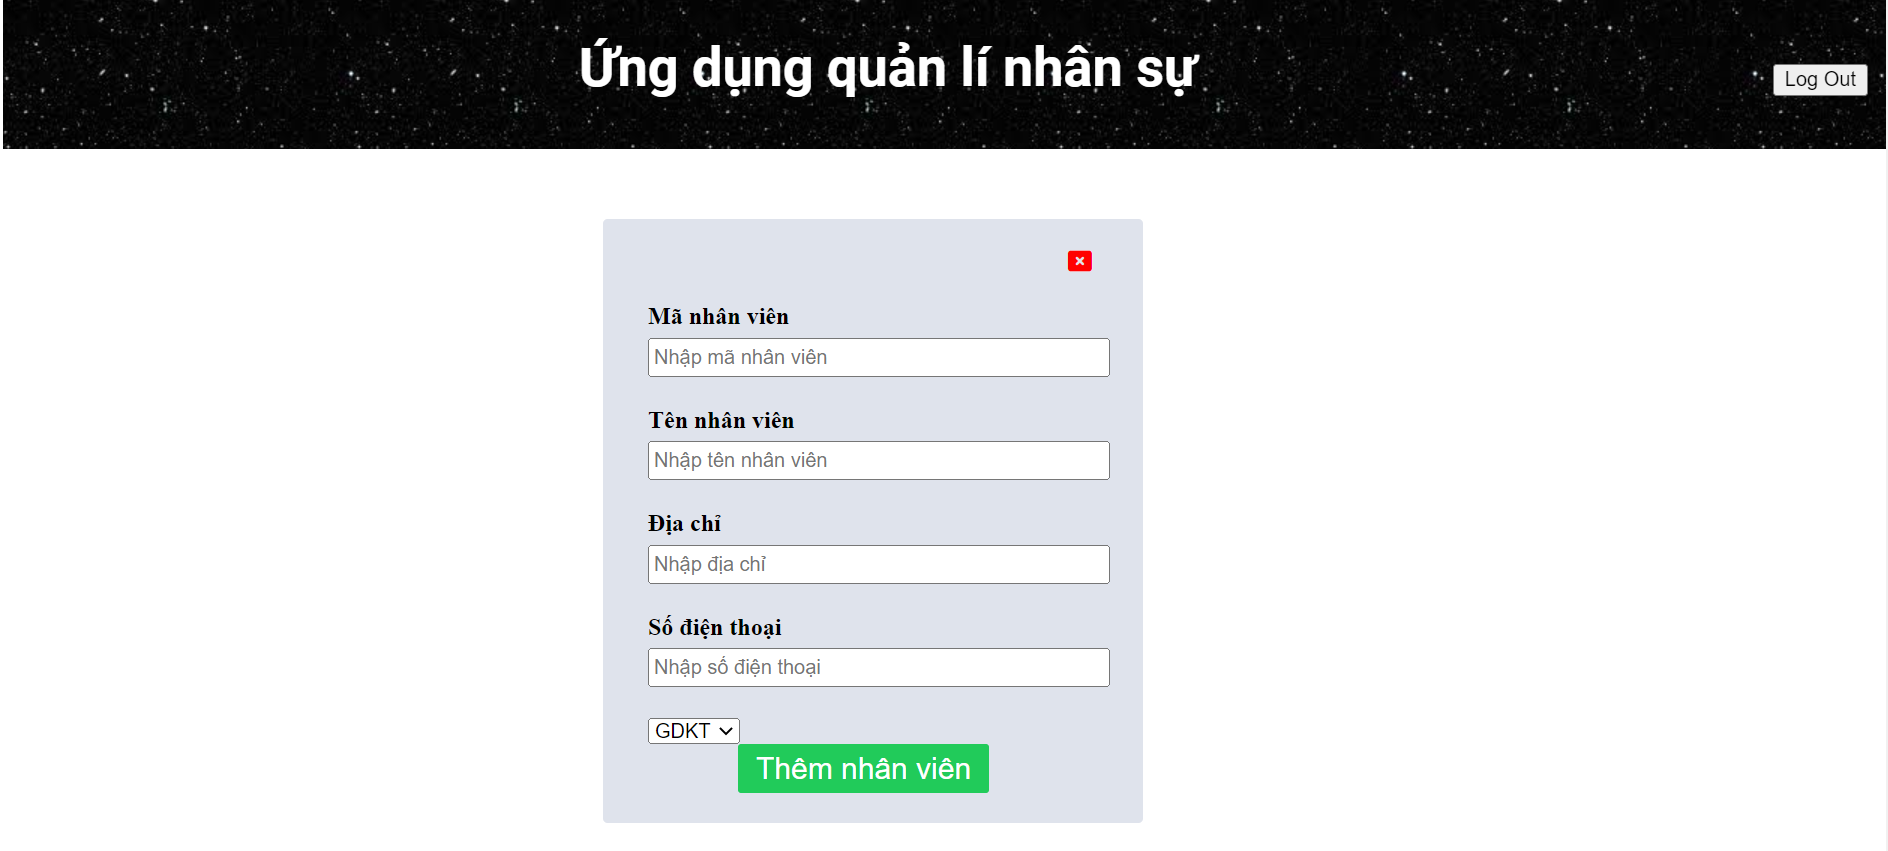 Ứng dụng quản lí nhân sự
Log Out
Mã nhân viên
Nhập mã nhân viên
Tên nhân viên
Nhập tên nhân viên
Địa chỉ
Nhập địa chỉ
Số điện thoại
Nhập số điện thoại
GDKT
Thêm nhân viên